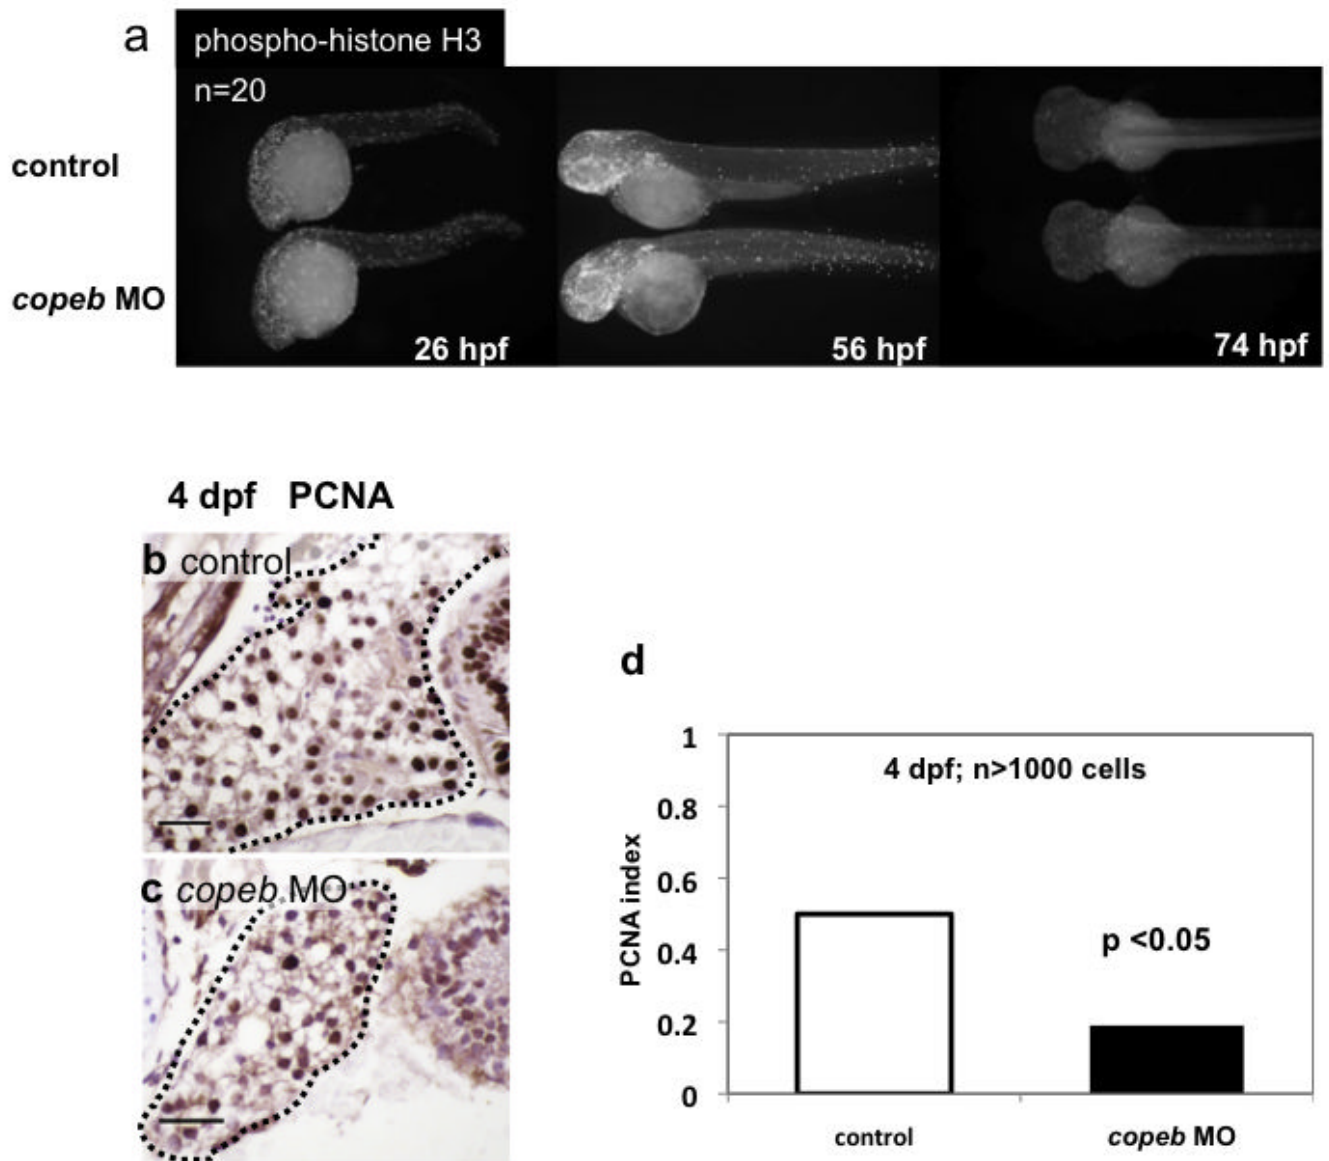 a
phospho-histone H3
n=20
control
copeb MO
26 hpf
56 hpf
74 hpf
4 dpf PCNA
b control
c copeb MO
d
1
0.8
0.6
0.4
0.2
0
PCNA index
4 dpf; n>1000 cells
p <0.05
control
copeb MO